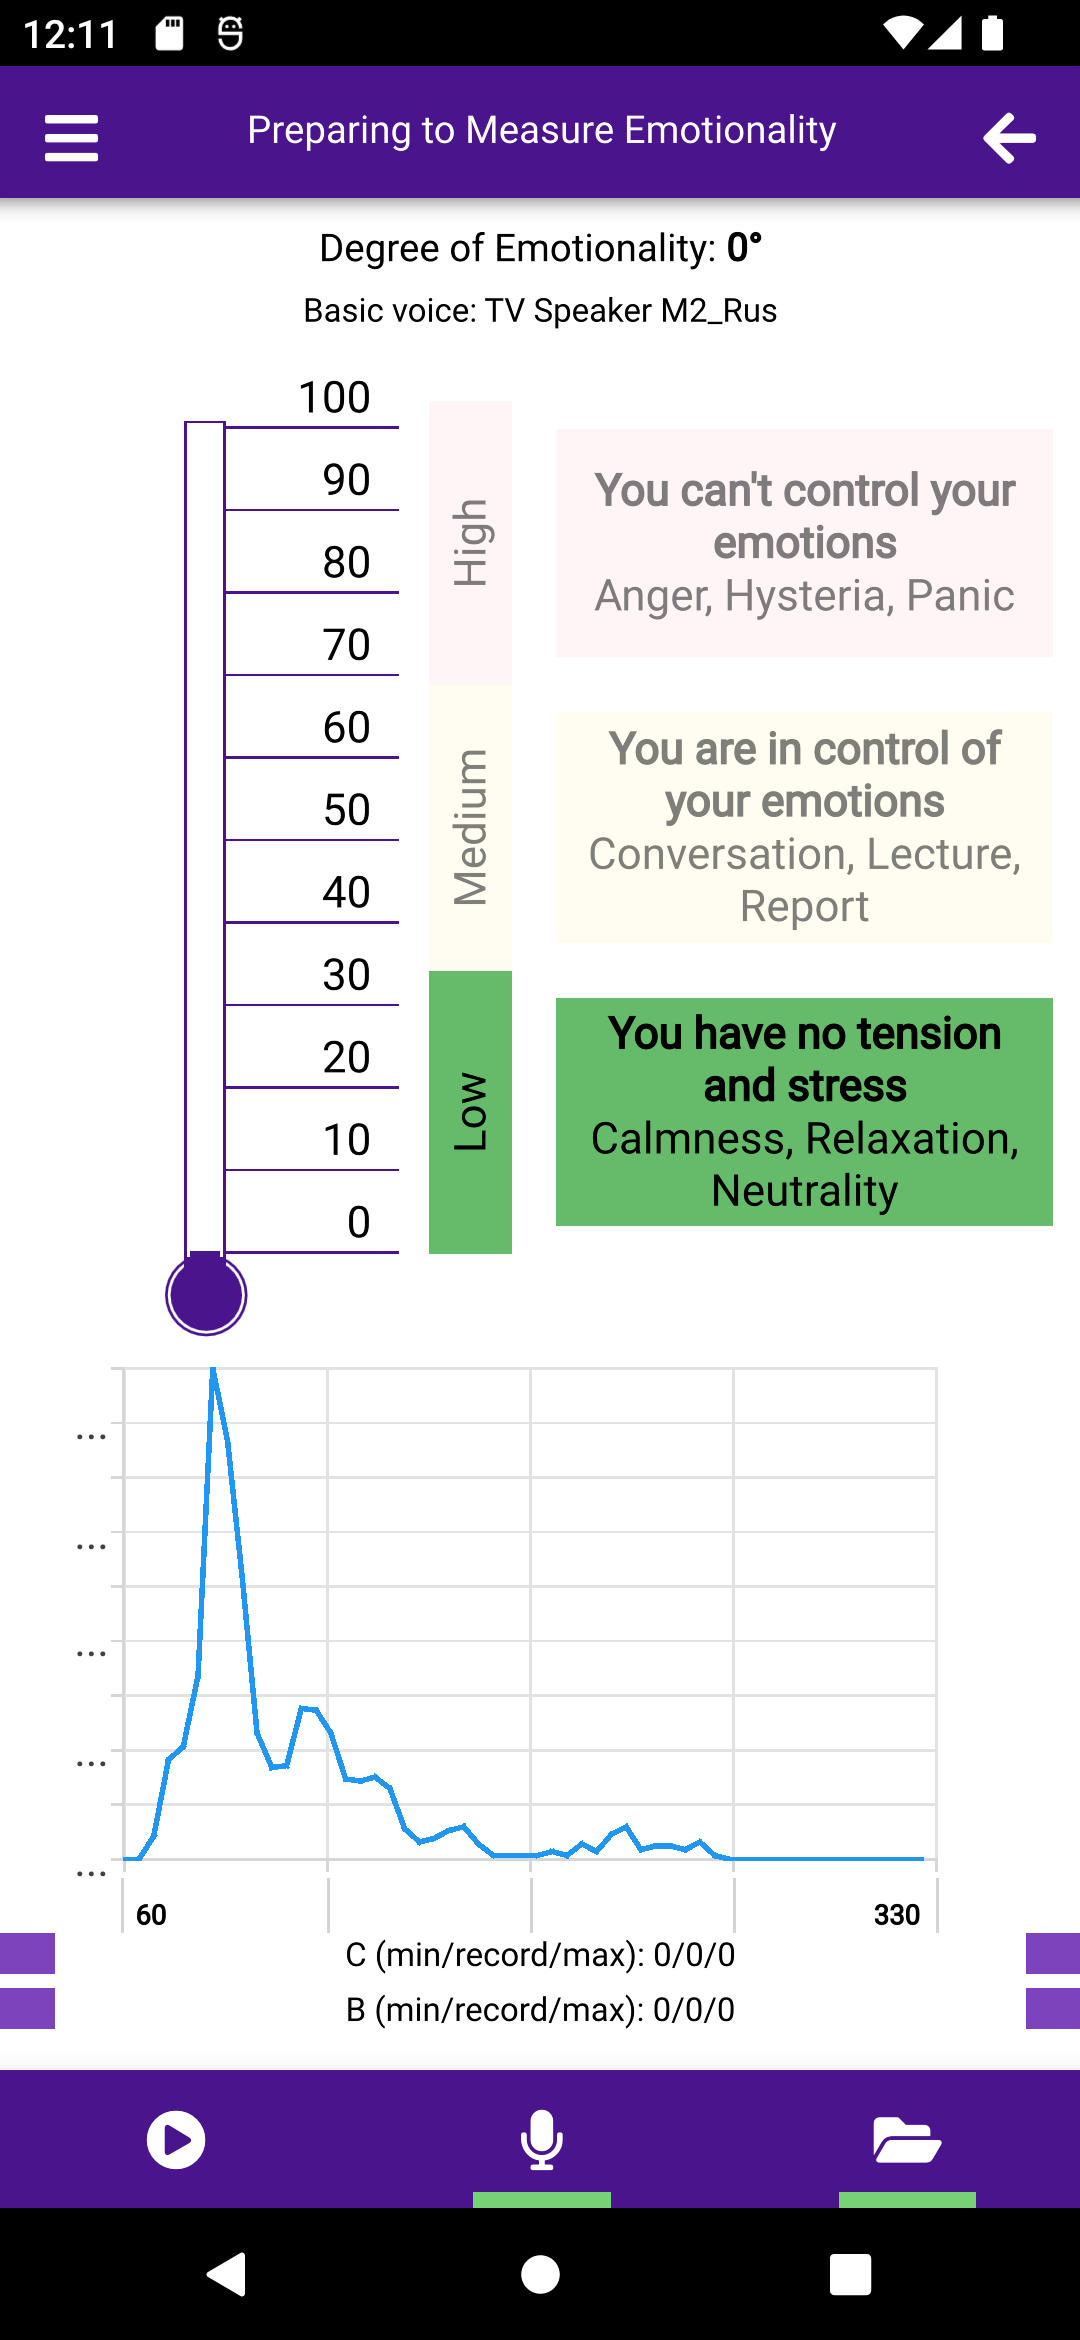 12:11
Preparing to Measure Emotionality
Degree of Emotionality: 0°
Basic voice: TV Speaker M2_Rus
100
90
80
70
60
50
40
30
20
10
0
High
Medium
Low
You can't control your
emotions
Anger, Hysteria, Panic
You are in control of
your emotions
Conversation, Lecture,
Report
You have no tension
and stress
Calmness, Relaxation,
Neutrality
...
...
...
...
...
60
330
C (min/record/max): 0/0/0
B (min/record/max): 0/0/0